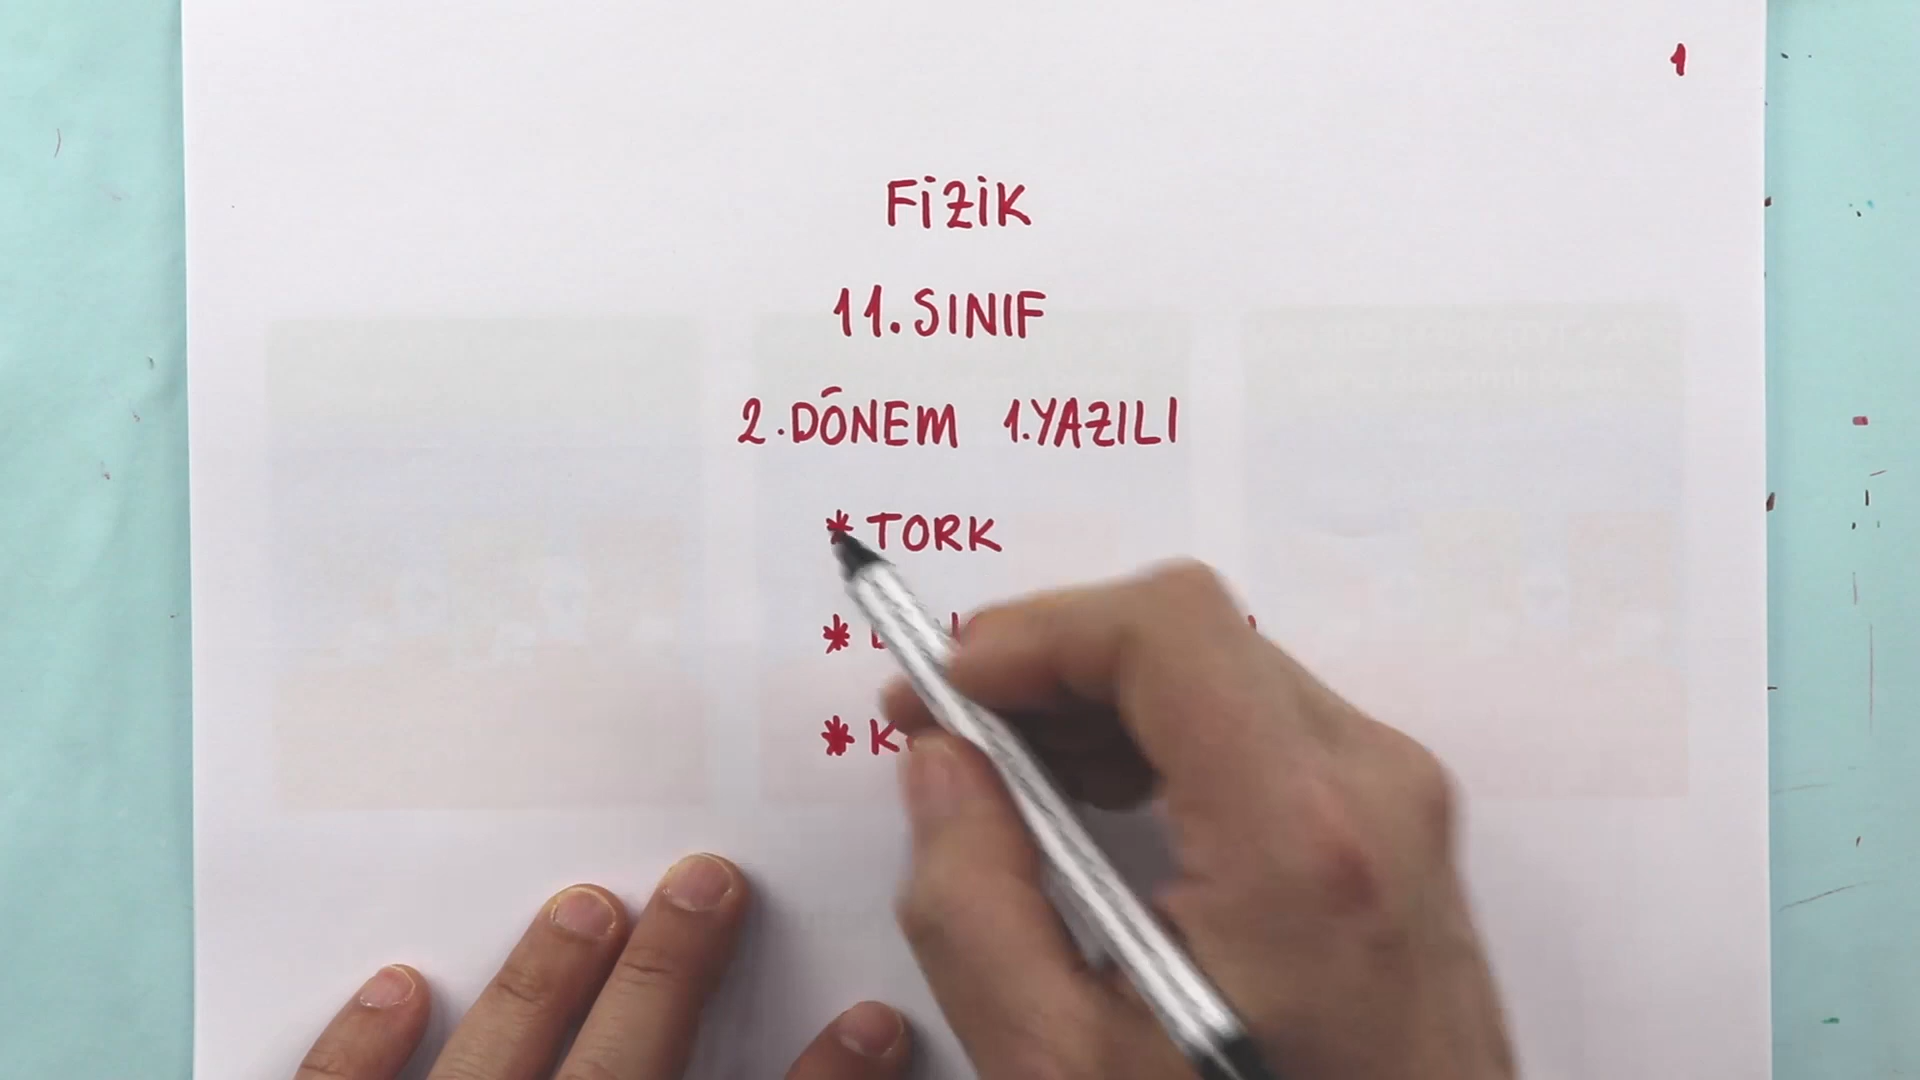 1
FİZİK
11. SINIF
2. DÖNEM 1. YAZILI
* TORK
*
*